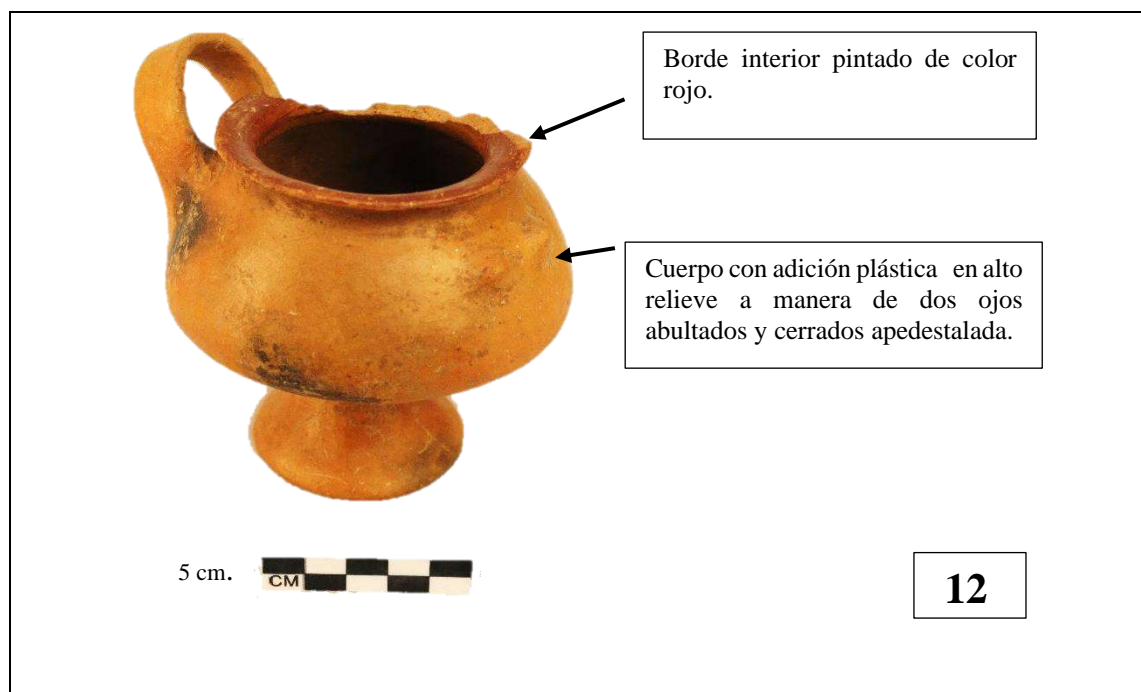 Borde interior pintado de color
rojo.
Cuerpo con adición plástica en alto
relieve a manera de dos ojos
abultados y cerrados apedestalada.
5 cm.
CM
12